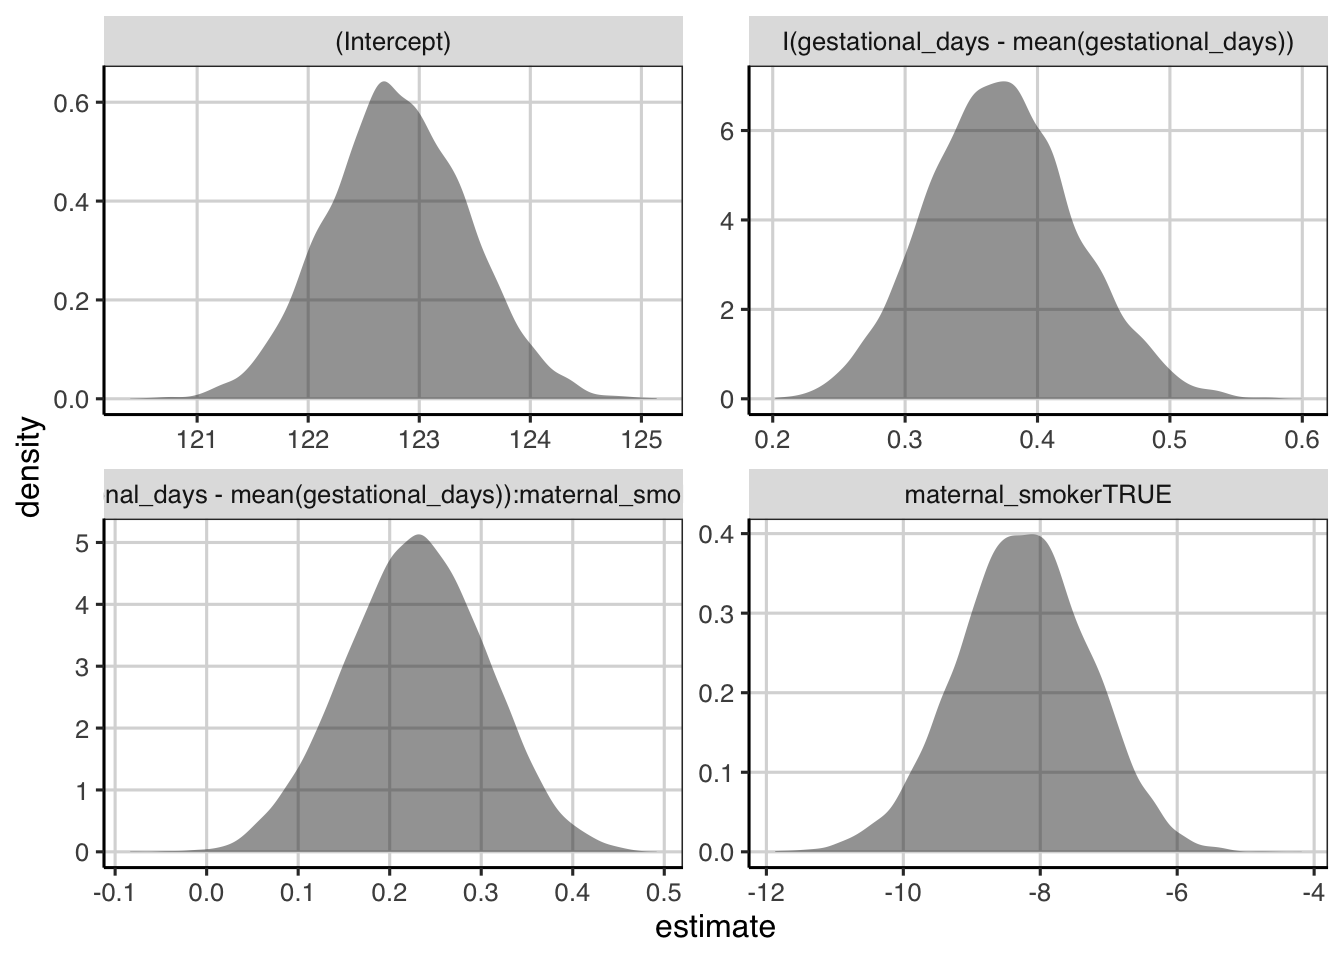 (Intercept)
I(gestational_days - mean(gestational_days))
0.6
0.4
0.2
0.0
121 122 123 124 125
6
4
2
0
0.2 0.3 0.4 0.5 0.6
density
nal_days - mean(gestational_days)):maternal_smo
maternal_smokerTRUE
5
4
3
2
1
0
-0.1 0.0 0.1 0.2 0.3 0.4 0.5
0.4
0.3
0.2
0.1
0.0
-12 -10 -8 -6 -4
estimate